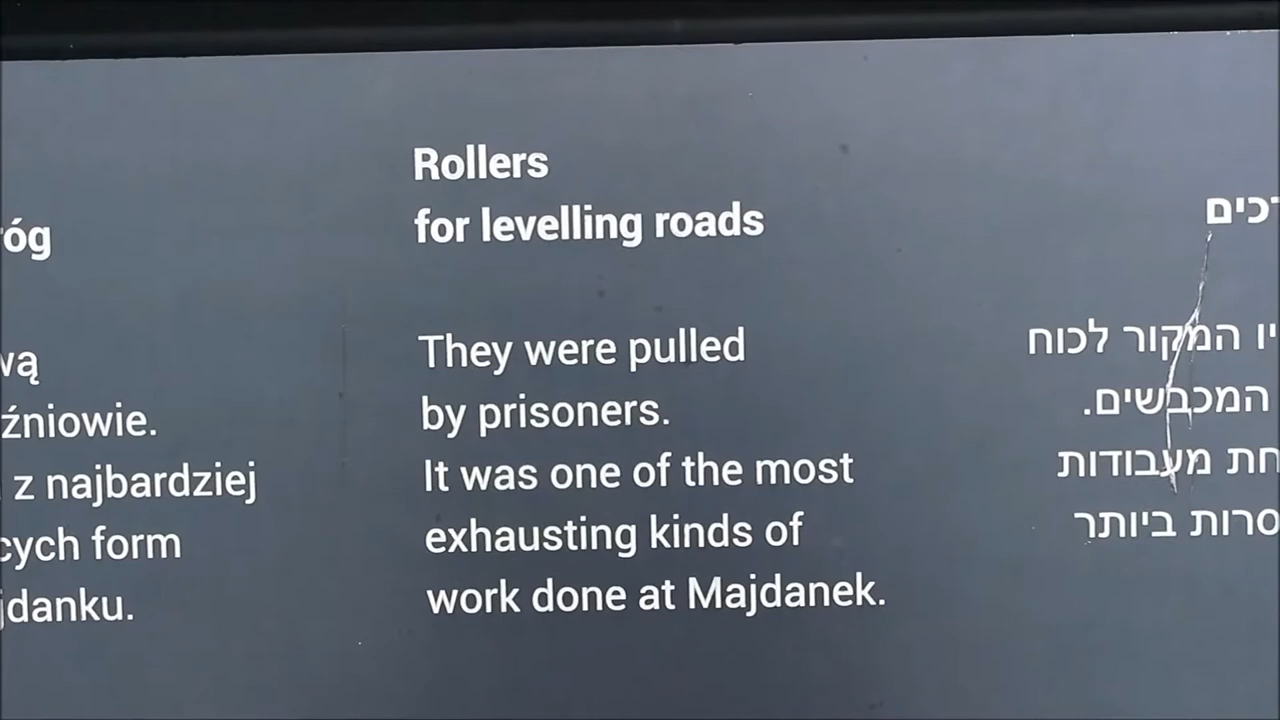 róg
wą
źniowie.
z najbardziej
cych form
jdanku.
Rollers
for levelling roads
They were pulled
by prisoners.
It was one of the most
exhausting kinds of
work done at Majdanek.
רכים
יו המקור לכוח
המכבשים.
חת מעבודות
סרות ביותר